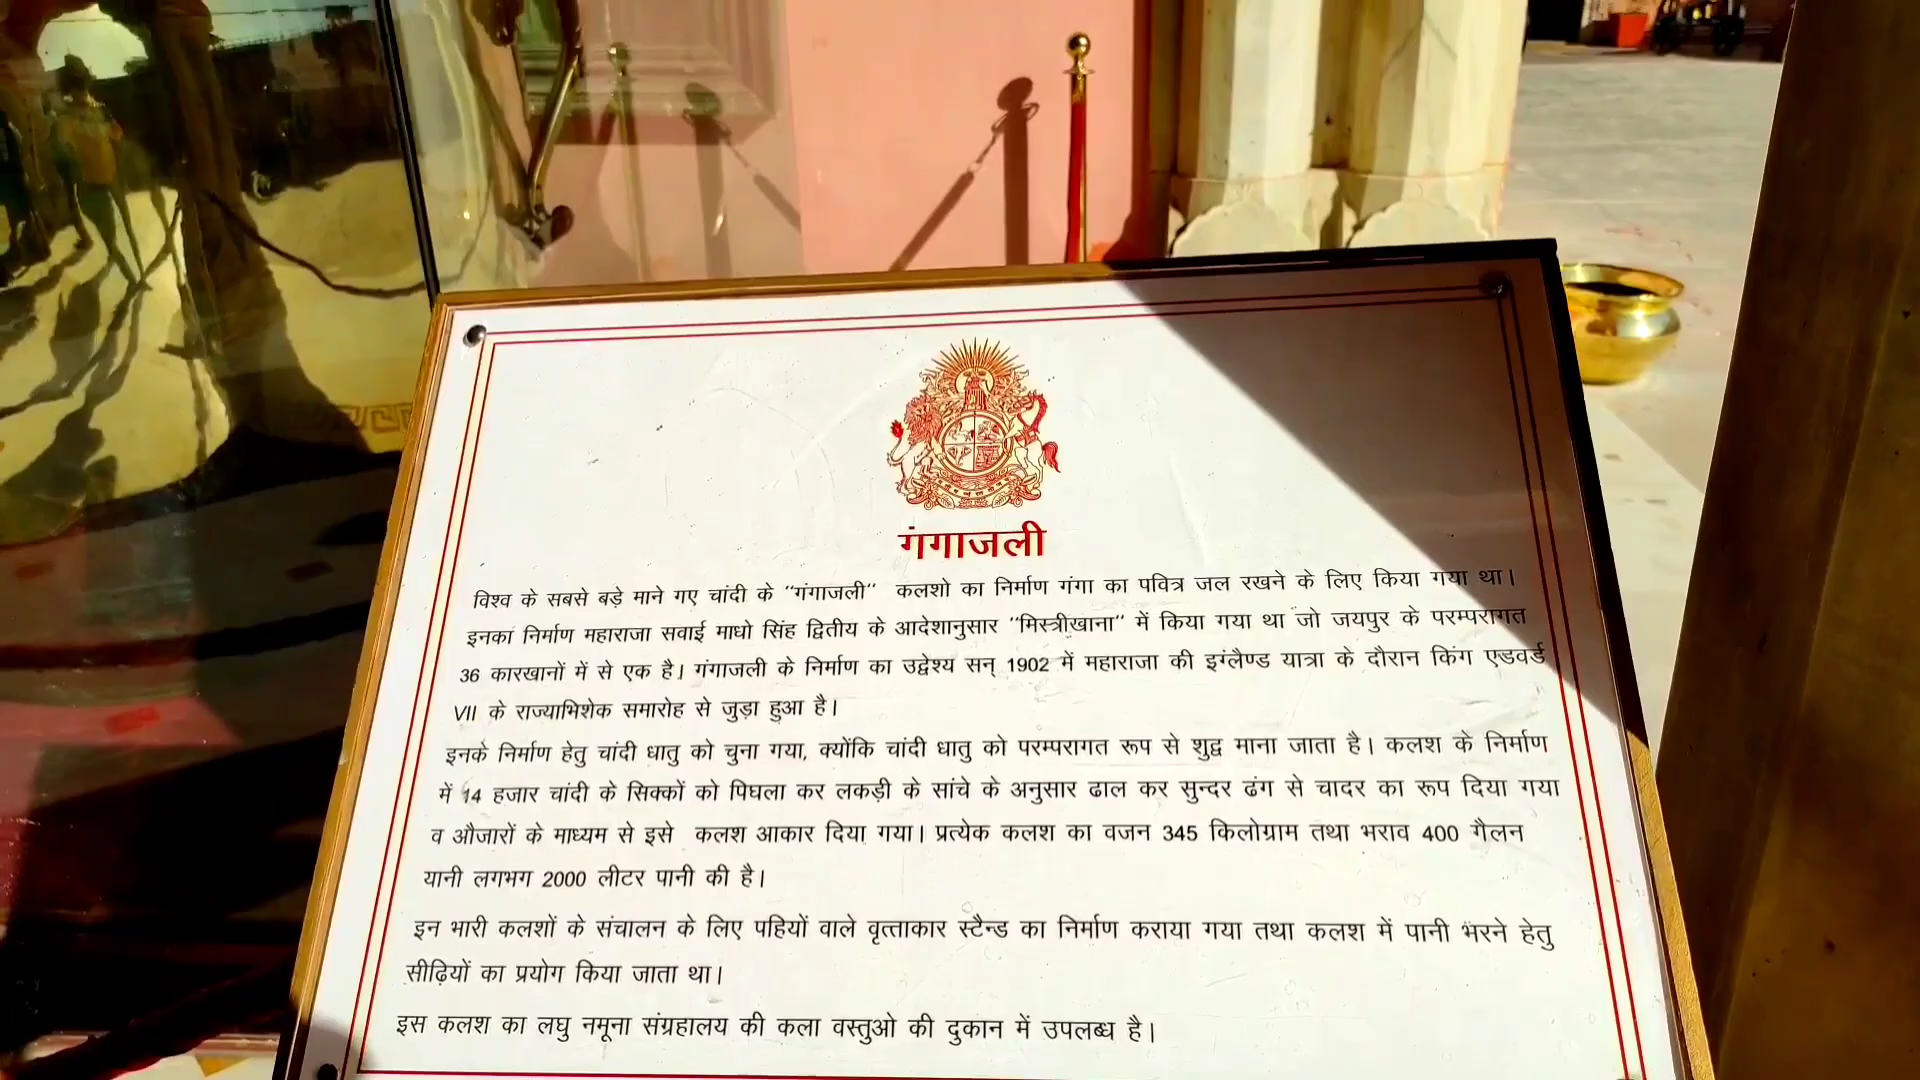 गंगाजली
विश्व के सबसे बड़े माने गए चांदी के "गंगाजली" कलशो का निर्माण गंगा का पवित्र जल रखने के लिए किया गया था।
इनका निर्माण महाराजा सवाई माधो सिंह द्वितीय के आदेशानुसार "मिस्त्रीखाना" में किया गया था जो जयपुर के परम्परागत
36 कारखानों में से एक है। गंगाजली के निर्माण का उद्वेश्य सन् 1902 में महाराजा की इग्लैण्ड यात्रा के दौरान किंग एडवर्ड
VII के राज्याभिशेक समारोह से जुड़ा हुआ है।
इनके निर्माण हेतु चांदी धातु को चुना गया, क्योंकि चांदी धातु को परम्परागत रूप से शुद्व माना जाता है। कलश के निर्माण
में 14 हजार चांदी के सिक्कों को पिघला कर लकड़ी के सांचे के अनुसार ढाल कर सुन्दर ढंग से चादर का रूप दिया गया
व औजारों के माध्यम से इसे कलश आकार दिया गया। प्रत्येक कलश का वजन 345 किलोग्राम तथा भराव 400 गैलन
यानी लगभग 2000 लीटर पानी की है।
इन भारी कलशों के संचालन के लिए पहियों वाले वृत्ताकार स्टैन्ड का निर्माण कराया गया तथा कलश में पानी भरने हेतु
सीढ़ियों का प्रयोग किया जाता था।
इस कलश का लघु नमूना संग्रहालय की कला वस्तुओ की दुकान में उपलब्ध है।